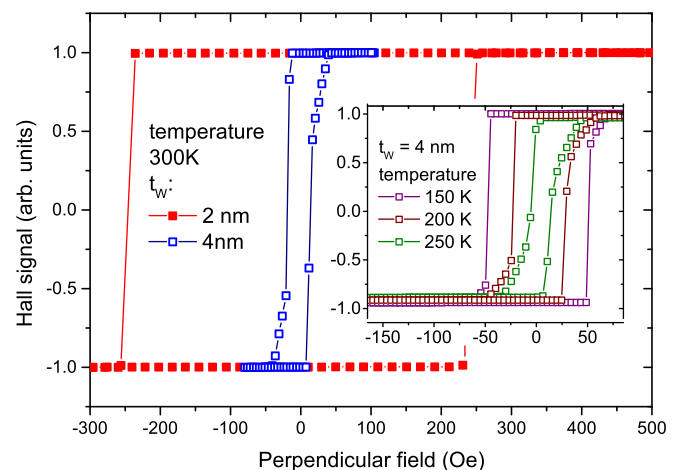 Hall signal (arb. units)
1.0
0.5
0.0
-0.5
-1.0
temperature
300K
tW:
2 nm
4nm
tW = 4 nm
temperature
150 K
200 K
250 K
1.0
0.5
0.0
-0.5
-1.0
-150 -100 -50 0 50
-300 -200 -100 0 100 200 300 400 500
Perpendicular field (Oe)